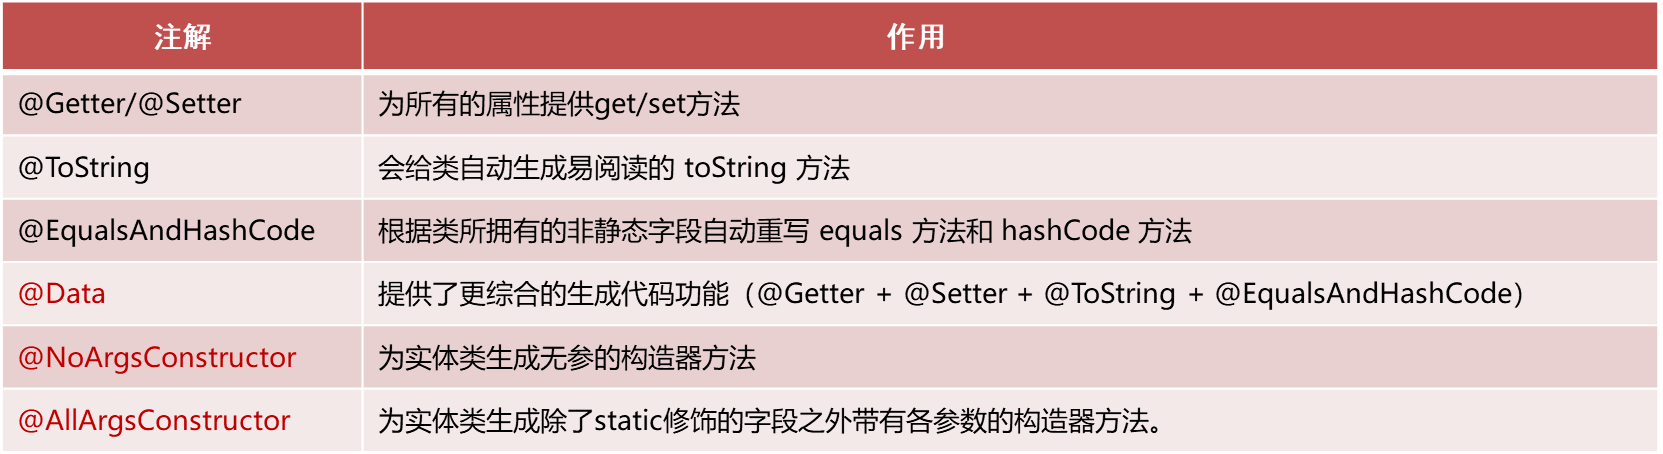 注解 作用
@Getter/@Setter 为所有的属性提供get/set方法
@ToString 会给类自动生成易阅读的 toString 方法
@EqualsAndHashCode 根据类所拥有的非静态字段自动重写 equals 方法和 hashCode 方法
@Data 提供了更综合的生成代码功能（@Getter + @Setter + @ToString + @EqualsAndHashCode）
@NoArgsConstructor 为实体类生成无参的构造器方法
@AllArgsConstructor 为实体类生成除了static修饰的字段之外带有各参数的构造器方法。